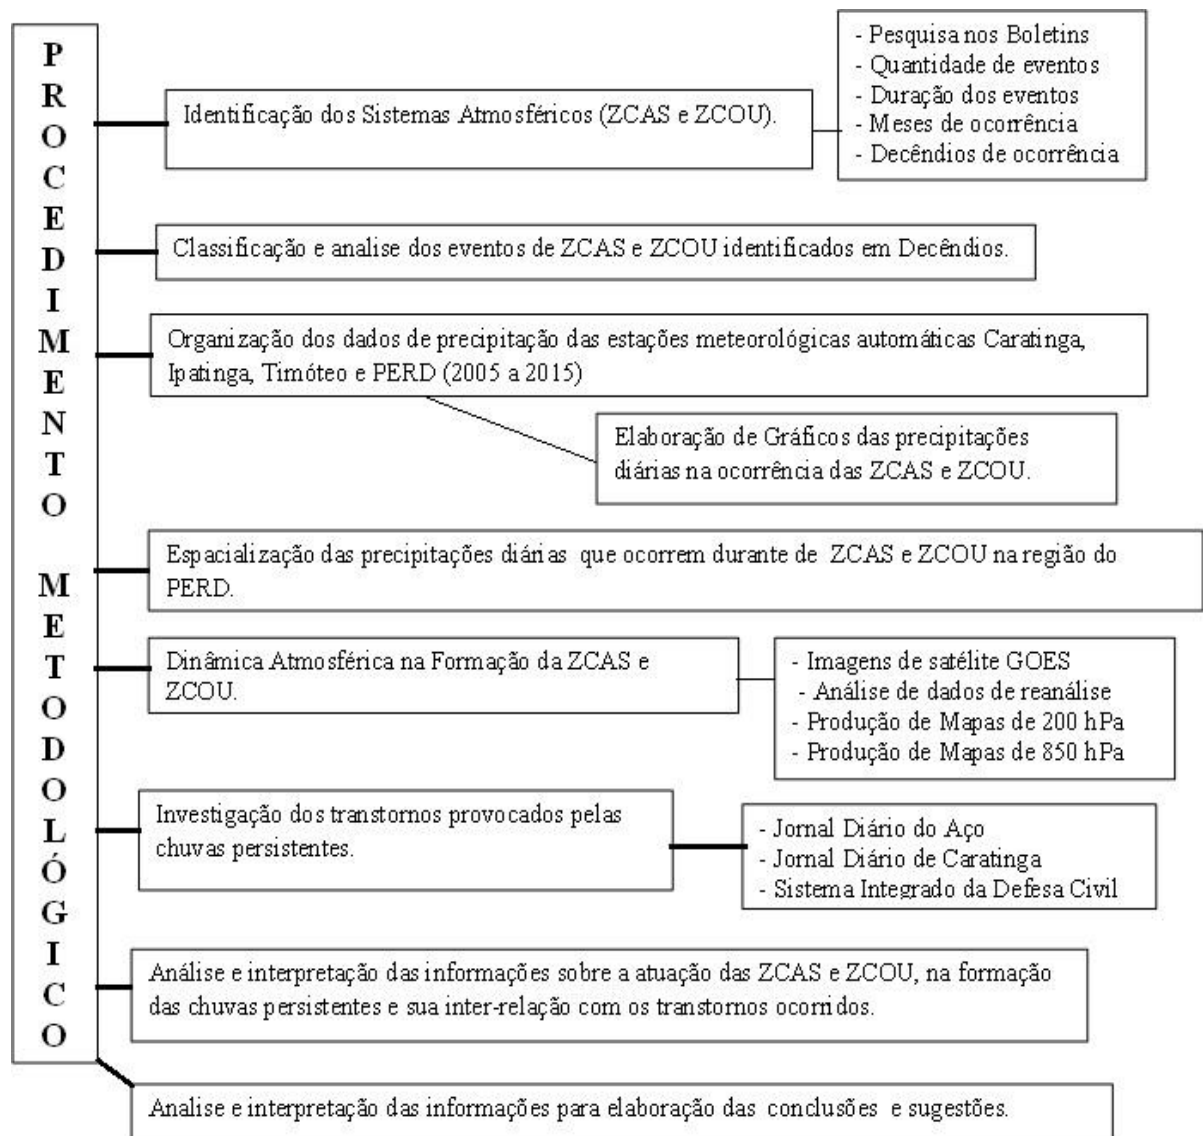 PROCEDIMENTO METODOLÓGICO
Identificação dos Sistemas Atmosféricos (ZCAS e ZCOU).
- Pesquisa nos Boletins
- Quantidade de eventos
- Duração dos eventos
- Meses de ocorrência
- Decêndios de ocorrência
Classificação e analise dos eventos de ZCAS e ZCOU identificados em Decêndios.
Organização dos dados de precipitação das estações meteorológicas automáticas Caratinga,
Ipatinga, Timóteo e PERD (2005 a 2015)
Elaboração de Gráficos das precipitações
diárias na ocorrência das ZCAS e ZCOU.
Espacialização das precipitações diárias que ocorrem durante de ZCAS e ZCOU na região do
PERD.
Dinâmica Atmosférica na Formação da ZCAS e
ZCOU.
- Imagens de satélite GOES
- Análise de dados de reanálise
- Produção de Mapas de 200 hPa
- Produção de Mapas de 850 hPa
Investigação dos transtornos provocados pelas
chuvas persistentes.
- Jornal Diário do Aço
- Jornal Diário de Caratinga
- Sistema Integrado da Defesa Civil
Análise e interpretação das informações sobre a atuação das ZCAS e ZCOU, na formação
das chuvas persistentes e sua inter-relação com os transtornos ocorridos.
Analise e interpretação das informações para elaboração das conclusões e sugestões.